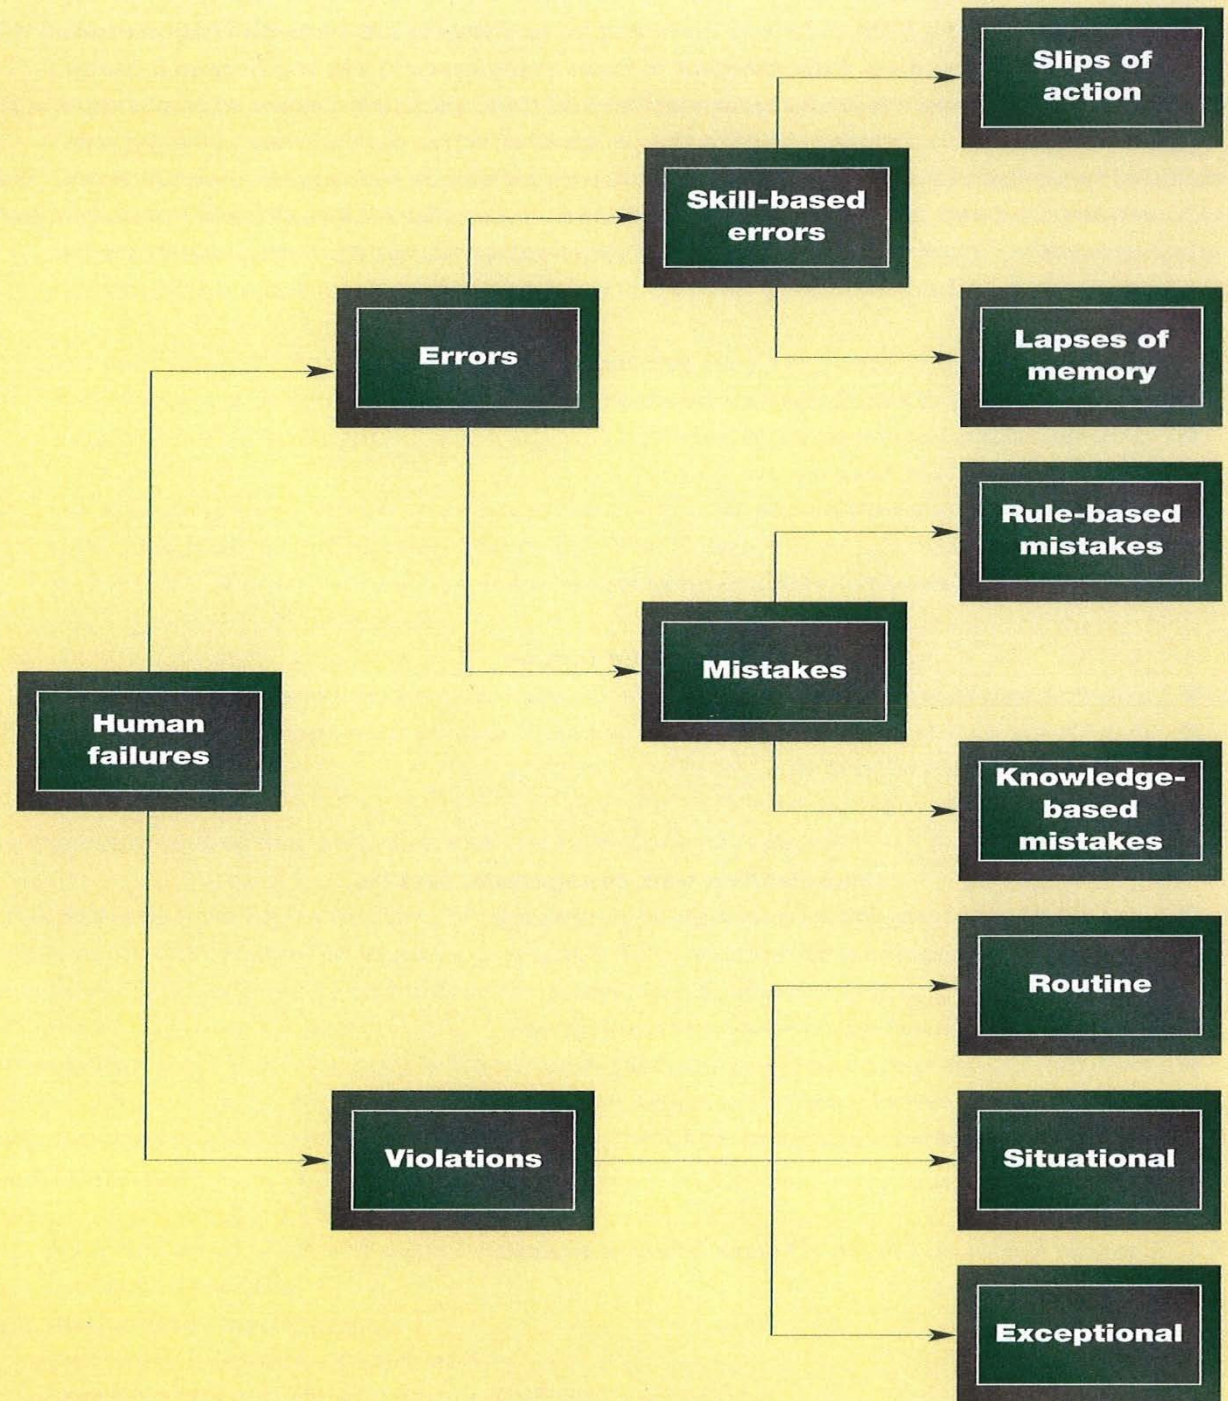 Slips of
action
Skill-based
errors
Errors
Lapses of
memory
Rule-based
mistakes
Mistakes
Human
failures
Knowledge-
based
mistakes
Routine
Violations
Situational
Exceptional